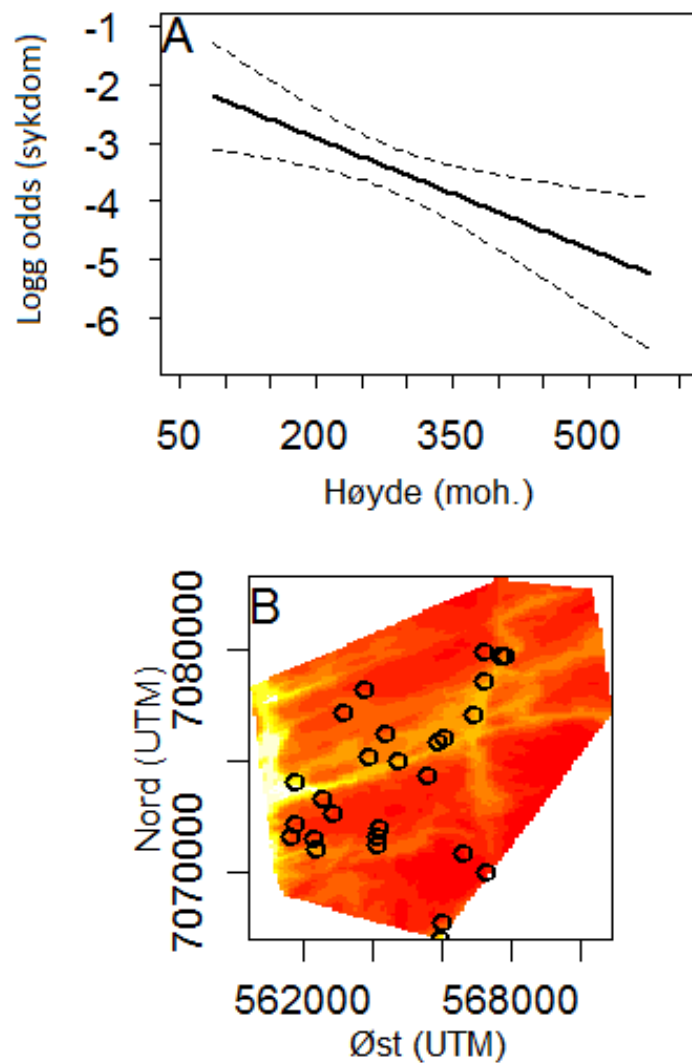 A
Logg odds (sykdom)
-1
-2
-3
-4
-5
-6
50 200 350 500
Høyde (moh.)
B
Nord (UTM)
7080000
7070000
562000 568000
Øst (UTM)